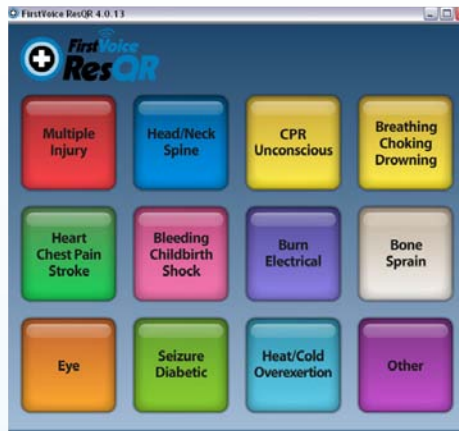 FirstVoice ResQR 4.0.13
FirstVoice
ResQR
Multiple
Injury
Head/Neck
Spine
CPR
Unconscious
Breathing
Choking
Drowning
Heart
Chest Pain
Stroke
Bleeding
Childbirth
Shock
Burn
Electrical
Bone
Sprain
Eye
Seizure
Diabetic
Heat/Cold
Overexertion
Other